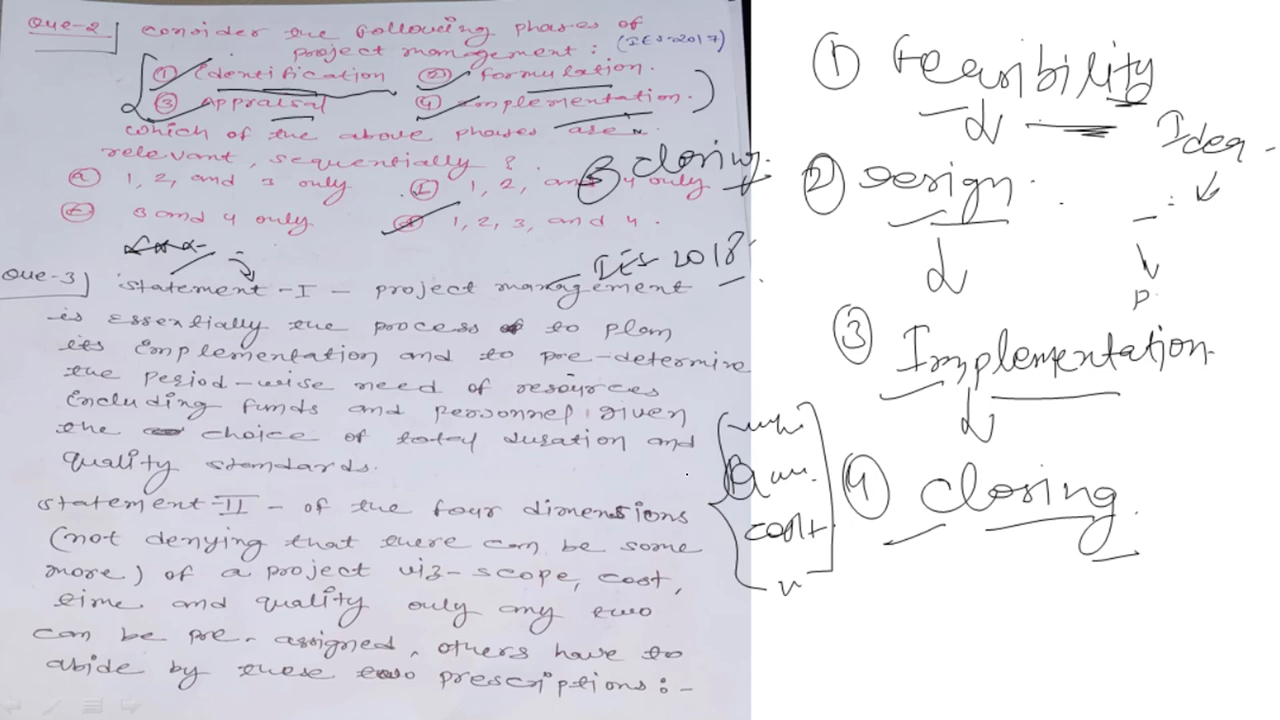 Que-2 Consider the following phases of
project management : (IES-2017)
① Identification ② formulation.
③ Appraisal ④ Implementation.
which of the above phases are
relevant, sequentially ?
⑤ closing.
ⓐ 1, 2, and 3 only ⓑ 1, 2, and 4 only
ⓒ 3 and 4 only ⓓ 1, 2, 3, and 4.
IES 2018
Que-3) statement-I - project management
is essentially the process to plan
its implementation and to pre-determine
the period-wise need of resources
including funds and personnel, given
the choice of total duration and
quality standards.
statement-II - of the four dimensions
(not denying that there can be some
more) of a project viz- scope, cost,
time and quality only any two
can be pre-assigned, others have to
abide by these two prescriptions :-
① Feasibility
Idea
② Design
P
③ Implementation
④ closing
cost